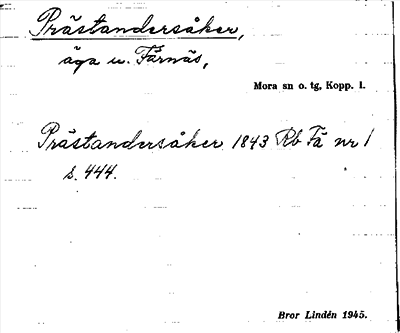 Prästandersåker,
äga u. Färnäs,
Mora sn o. tg, Kopp. l.
Prästandersåker 1843 Rb Fä nr 1
s. 444.
Bror Lindén 1945.